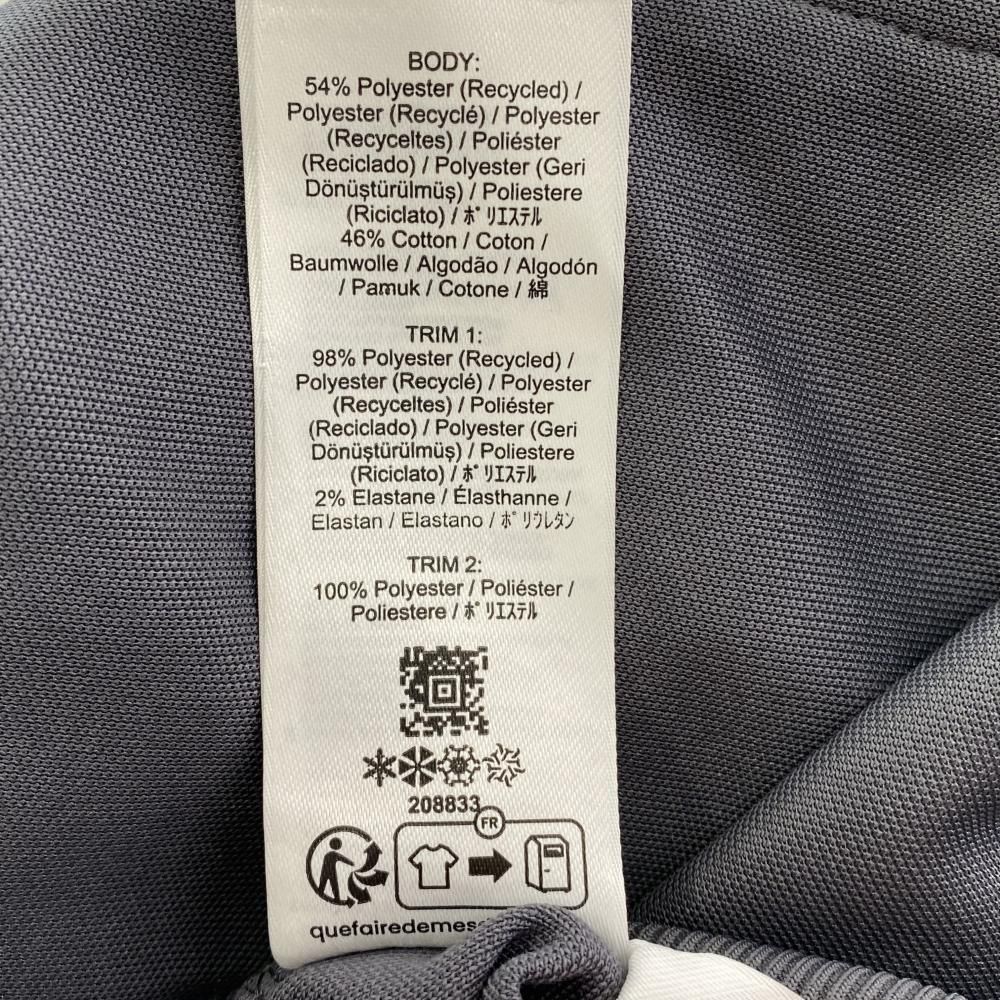 BODY:
54% Polyester (Recycled) /
Polyester (Recyclé) / Polyester
(Recyceltes) / Poliéster
(Reciclado) / Polyester (Geri
Dönüştürülmüş) / Poliestere
(Riciclato) / ﾎﾟﾘｴｽﾃﾙ
46% Cotton / Coton /
Baumwolle / Algodão / Algodón
/ Pamuk / Cotone / 綿
TRIM 1:
98% Polyester (Recycled) /
Polyester (Recyclé) / Polyester
(Recyceltes) / Poliéster
(Reciclado) / Polyester (Geri
Dönüştürülmüş) / Poliestere
(Riciclato) / ﾎﾟﾘｴｽﾃﾙ
2% Elastane / Élasthanne /
Elastan / Elastano / ﾎﾟﾘｳﾚﾀﾝ
TRIM 2:
100% Polyester / Poliéster /
Poliestere / ﾎﾟﾘｴｽﾃﾙ
208833
FR
quefairedemes